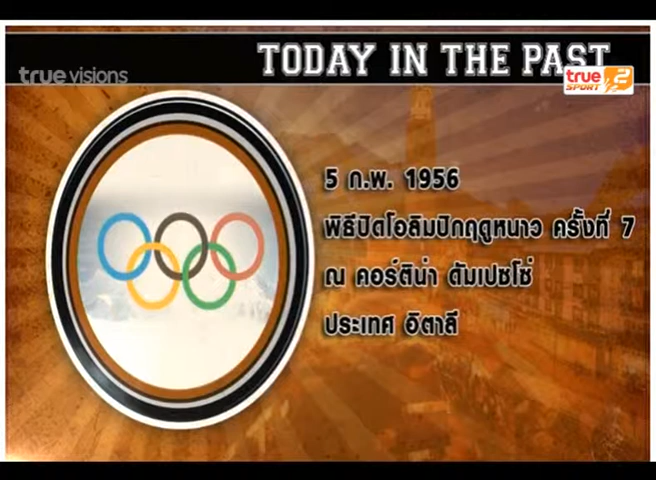 TODAY IN THE PAST
true visions
true 2
SPORT
5 ก.พ. 1956
พิธีปิดโอลิมปิกฤดูหนาว ครั้งที่ 7
ณ คอร์ติน่า ดัมเปซโซ่
ประเทศ อิตาลี